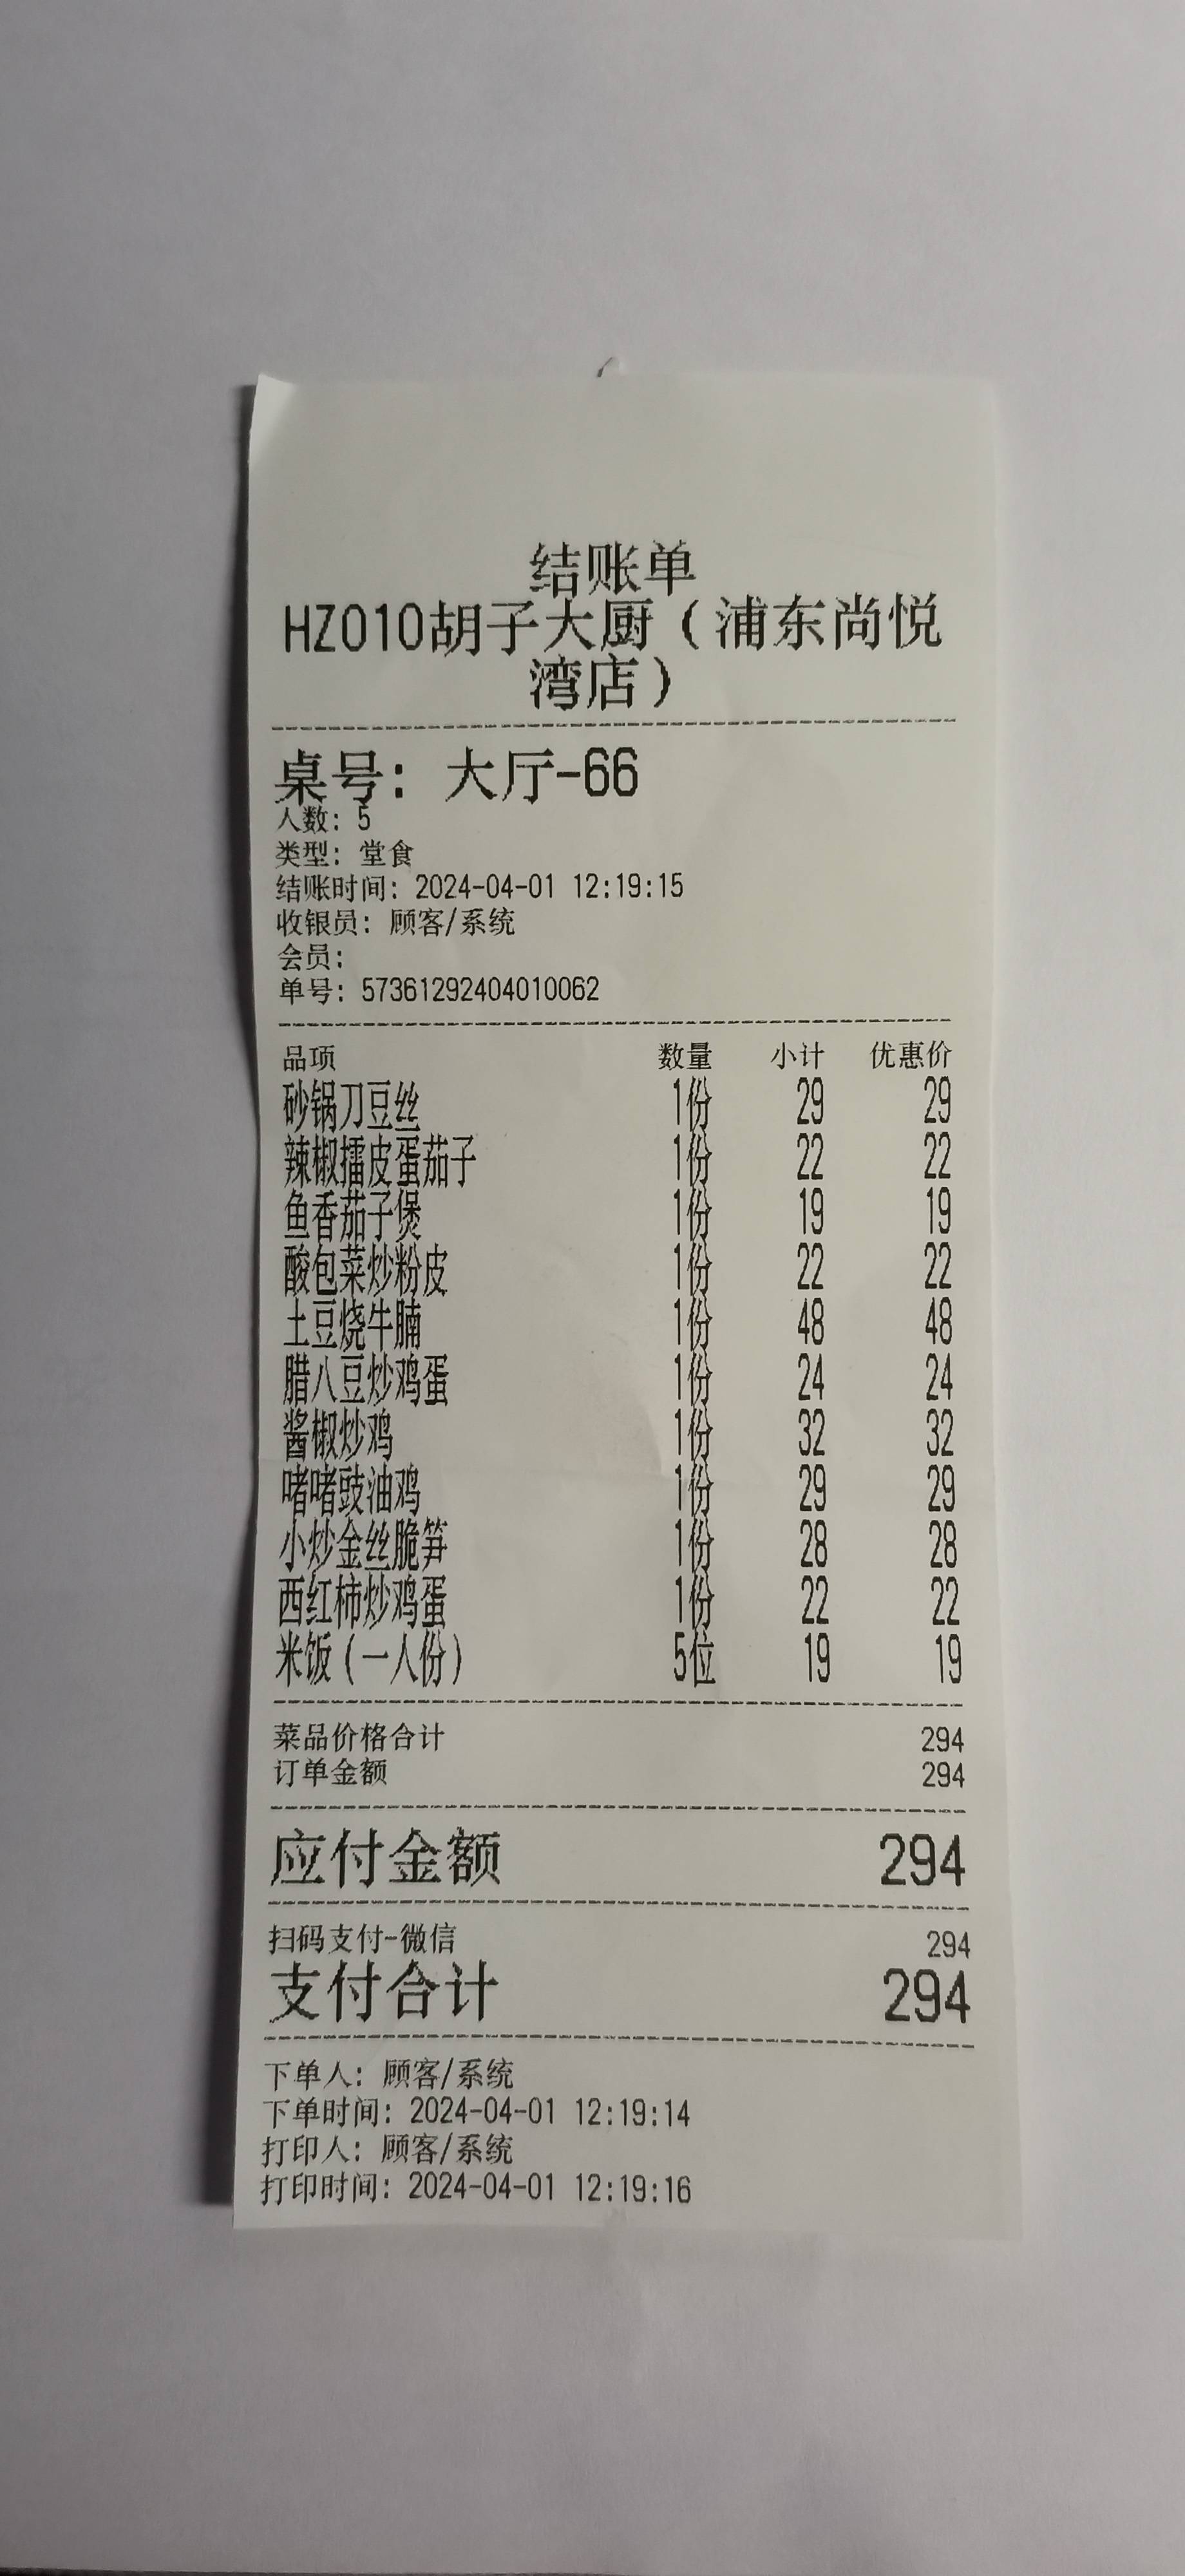 结账单
HZ010胡子大厨（浦东尚悦
湾店）
桌号：大厅-66
人数：5
类型：堂食
结账时间：2024-04-01 12:19:15
收银员：顾客/系统
会员：
单号：57361292404010062
品项 数量 小计 优惠价
砂锅刀豆丝 1份 29 29
辣椒擂皮蛋茄子 1份 22 22
鱼香茄子煲 1份 19 19
酸包菜炒粉皮 1份 22 22
土豆烧牛腩 1份 48 48
腊八豆炒鸡蛋 1份 24 24
酱椒炒鸡 1份 32 32
啫啫豉油鸡 1份 29 29
小炒金丝脆笋 1份 28 28
西红柿炒鸡蛋 1份 22 22
米饭（一人份） 5位 19 19
菜品价格合计 294
订单金额 294
应付金额 294
扫码支付-微信 294
支付合计 294
下单人：顾客/系统
下单时间：2024-04-01 12:19:14
打印人：顾客/系统
打印时间：2024-04-01 12:19:16